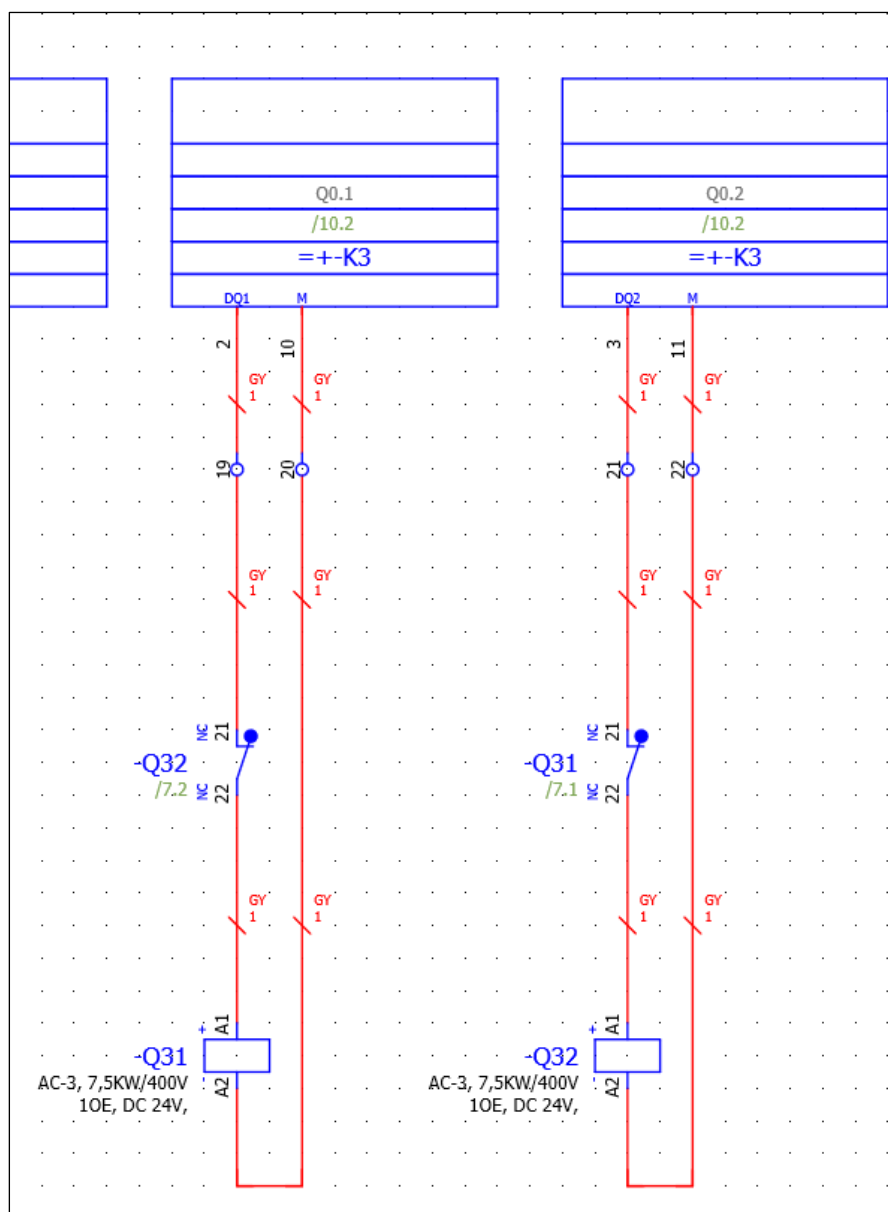 Q0.1
/10.2
=+-K3
DQ1 M
2 10
GY GY
1 1
19 20
GY GY
1 1
NC 21
-Q32
/7.2
NC 22
GY GY
1 1
+ A1
-Q31
- A2
AC-3, 7,5KW/400V
1OE, DC 24V,
Q0.2
/10.2
=+-K3
DQ2 M
3 11
GY GY
1 1
21 22
GY GY
1 1
NC 21
-Q31
/7.1
NC 22
GY GY
1 1
+ A1
-Q32
- A2
AC-3, 7,5KW/400V
1OE, DC 24V,